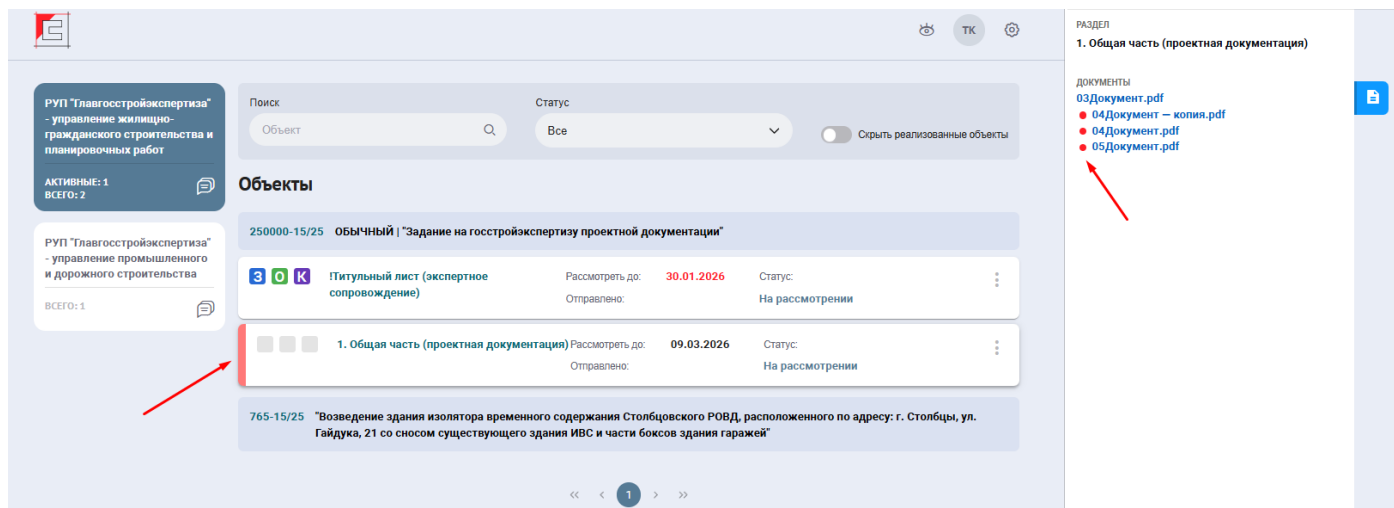 ТК
РУП "Главгосстройэкспертиза"
- управление жилищно-
гражданского строительства и
планировочных работ
АКТИВНЫЕ: 1
ВСЕГО: 2
РУП "Главгосстройэкспертиза"
- управление промышленного
и дорожного строительства
ВСЕГО: 1
Поиск
Объект
Статус
Все
Скрыть реализованные объекты
Объекты
250000-15/25 ОБЫЧНЫЙ | "Задание на госстройэкспертизу проектной документации"
З О К
!Титульный лист (экспертное
сопровождение)
Рассмотреть до: 30.01.2026
Отправлено:
Статус:
На рассмотрении
1. Общая часть (проектная документация)
Рассмотреть до: 09.03.2026
Отправлено:
Статус:
На рассмотрении
765-15/25 "Возведение здания изолятора временного содержания Столбцовского РОВД, расположенного по адресу: г. Столбцы, ул.
Гайдука, 21 со сносом существующего здания ИВС и части боксов здания гаражей"
« ‹ 1 › »
РАЗДЕЛ
1. Общая часть (проектная документация)
ДОКУМЕНТЫ
03Документ.pdf
04Документ — копия.pdf
04Документ.pdf
05Документ.pdf